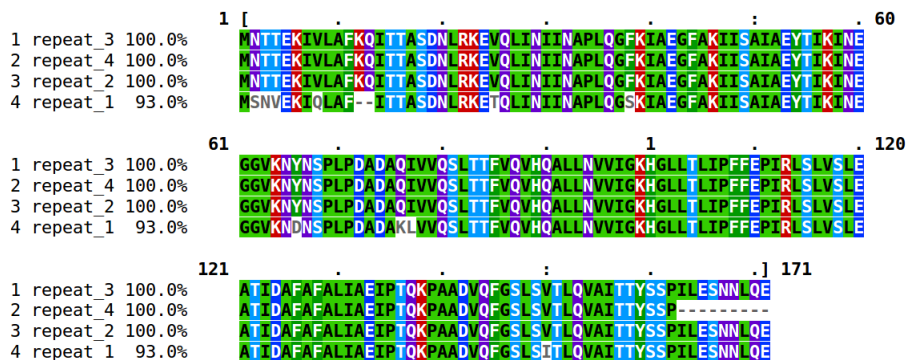 1 [ . . . . : . 60
1 repeat_3 100.0% MNTTEKIVLAFKQITTASDNLRKEVQLINIINAPLQGFKIAEGFAKIISAIAEYTIKINE
2 repeat_4 100.0% MNTTEKIVLAFKQITTASDNLRKEVQLINIINAPLQGFKIAEGFAKIISAIAEYTIKINE
3 repeat_2 100.0% MNTTEKIVLAFKQITTASDNLRKEVQLINIINAPLQGFKIAEGFAKIISAIAEYTIKINE
4 repeat_1 93.0% MSNVEKIQLAF--ITTASDNLRKETQLINIINAPLQGSKIAEGFAKIISAIAEYTIKINE
61 . . . 1 . . 120
1 repeat_3 100.0% GGVKNYNSPLPDADAQIVVQSLTTFVQVHQALLNVVIGKHGLLTLIPFFEPIRLSLVSLE
2 repeat_4 100.0% GGVKNYNSPLPDADAQIVVQSLTTFVQVHQALLNVVIGKHGLLTLIPFFEPIRLSLVSLE
3 repeat_2 100.0% GGVKNYNSPLPDADAQIVVQSLTTFVQVHQALLNVVIGKHGLLTLIPFFEPIRLSLVSLE
4 repeat_1 93.0% GGVKNDNSPLPDADAKLVVQSLTTFVQVHQALLNVVIGKHGLLTLIPFFEPIRLSLVSLE
121 . . : . .] 171
1 repeat_3 100.0% ATIDAFAFALIAEIPTQKPAADVQFGSLSVTLQVAITTYSSPILESNNLQE
2 repeat_4 100.0% ATIDAFAFALIAEIPTQKPAADVQFGSLSVTLQVAITTYSSP---------
3 repeat_2 100.0% ATIDAFAFALIAEIPTQKPAADVQFGSLSVTLQVAITTYSSPILESNNLQE
4 repeat_1 93.0% ATIDAFAFALIAEIPTQKPAADVQFGSLSITLQVAITTYSSPILESNNLQE